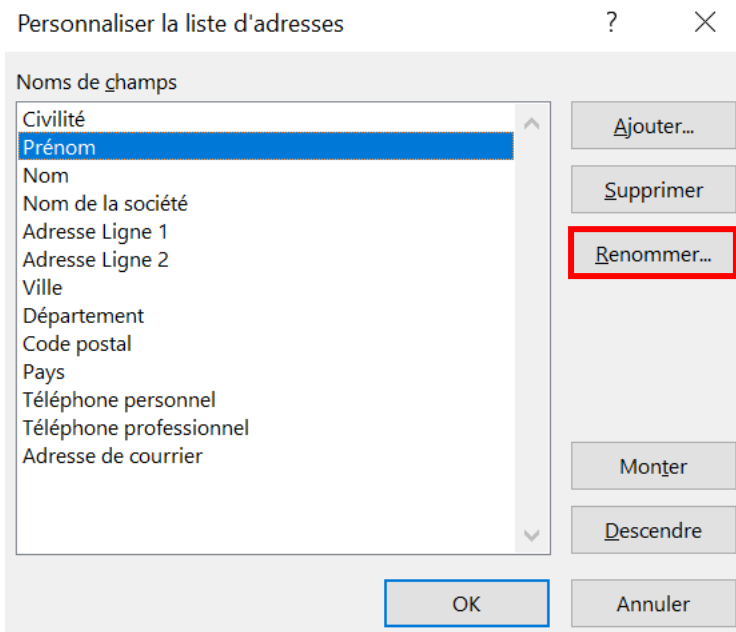 Personnaliser la liste d'adresses
?
Noms de champs
Civilité
Prénom
Nom
Nom de la société
Adresse Ligne 1
Adresse Ligne 2
Ville
Département
Code postal
Pays
Téléphone personnel
Téléphone professionnel
Adresse de courrier
Ajouter...
Supprimer
Renommer...
Monter
Descendre
OK
Annuler